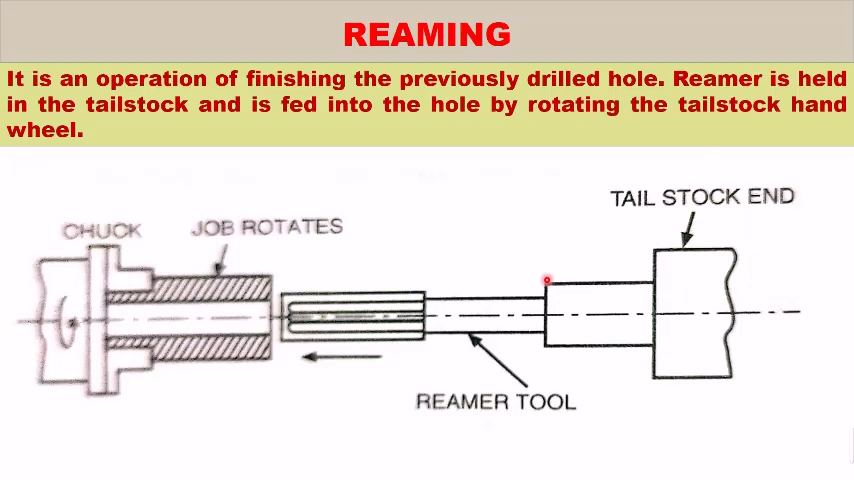 REAMING
It is an operation of finishing the previously drilled hole. Reamer is held
in the tailstock and is fed into the hole by rotating the tailstock hand
wheel.
TAIL STOCK END
CHUCK JOB ROTATES
REAMER TOOL